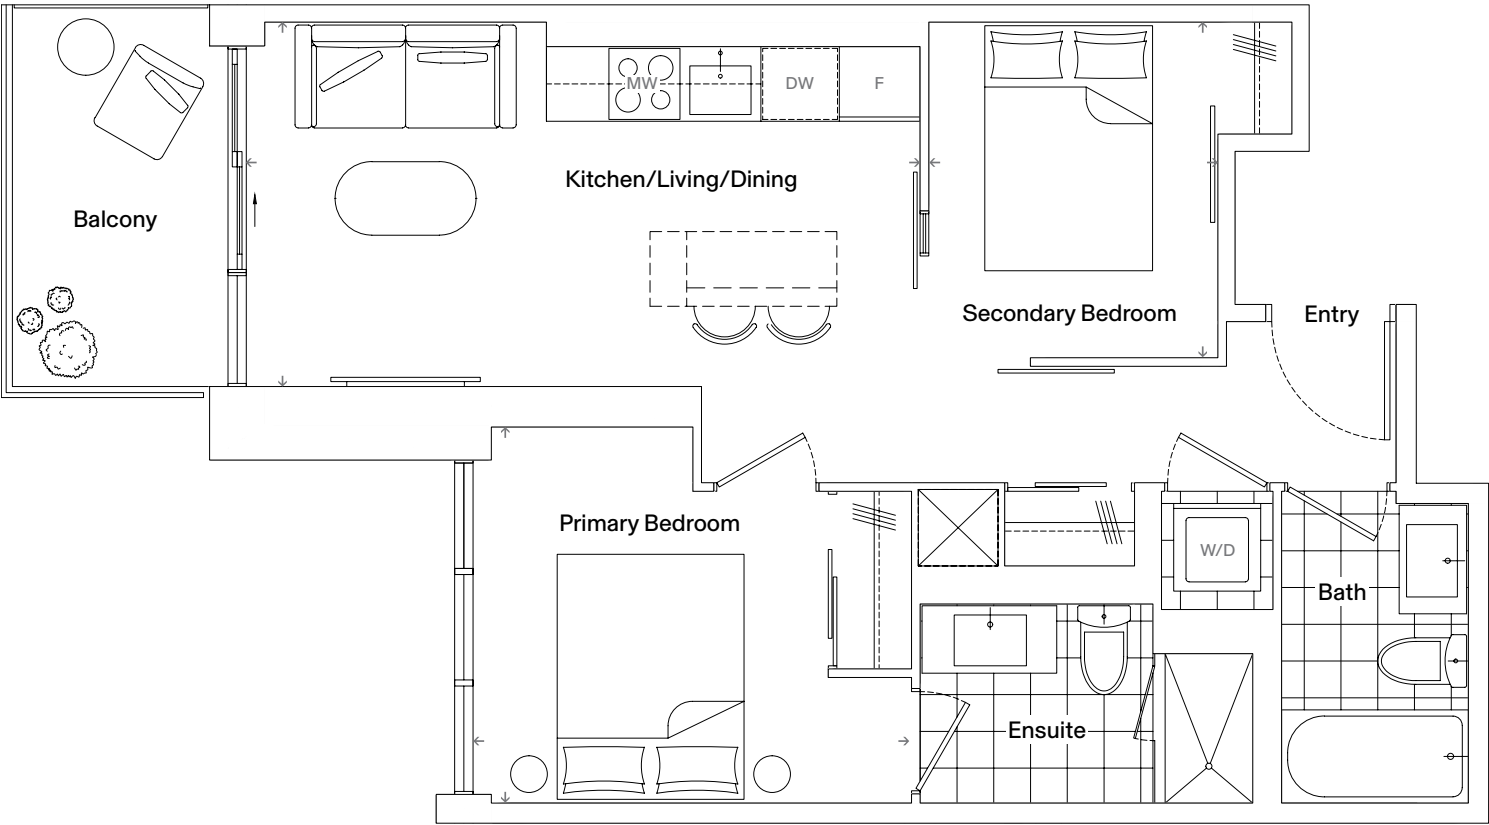 MW
DW
F
Kitchen/Living/Dining
Balcony
Secondary Bedroom
Entry
Primary Bedroom
W/D
Bath
Ensuite